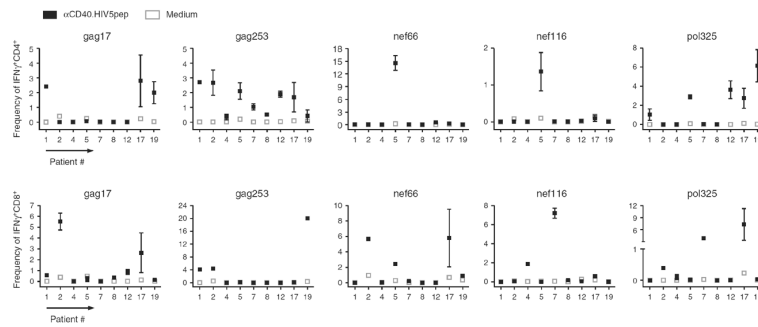 αCD40.HIV5pep Medium
gag17 gag253 nef66 nef116 pol325
Frequency of IFNγ⁺CD4⁺
5 4 3 2 1 0
5 4 3 2 1 0
18 15 12 9 6 3 0
2 1 0
8 6 4 2 0
1 2 4 5 7 8 12 17 19
1 2 4 5 7 8 12 17 19
1 2 4 5 7 8 12 17 19
1 2 4 5 7 8 12 17 19
1 2 4 5 7 8 12 17 1
Patient #
gag17 gag253 nef66 nef116 pol325
Frequency of IFNγ⁺CD8⁺
7 6 5 4 3 2 1 0
24 20 16 12 8 4 0
10 8 6 4 2 0
8 6 4 2 0
12 9 6 3 1 0
1 2 4 5 7 8 12 17 19
1 2 4 5 7 8 12 17 19
1 2 4 5 7 8 12 17 19
1 2 4 5 7 8 12 17 19
1 2 4 5 7 8 12 17 1
Patient #